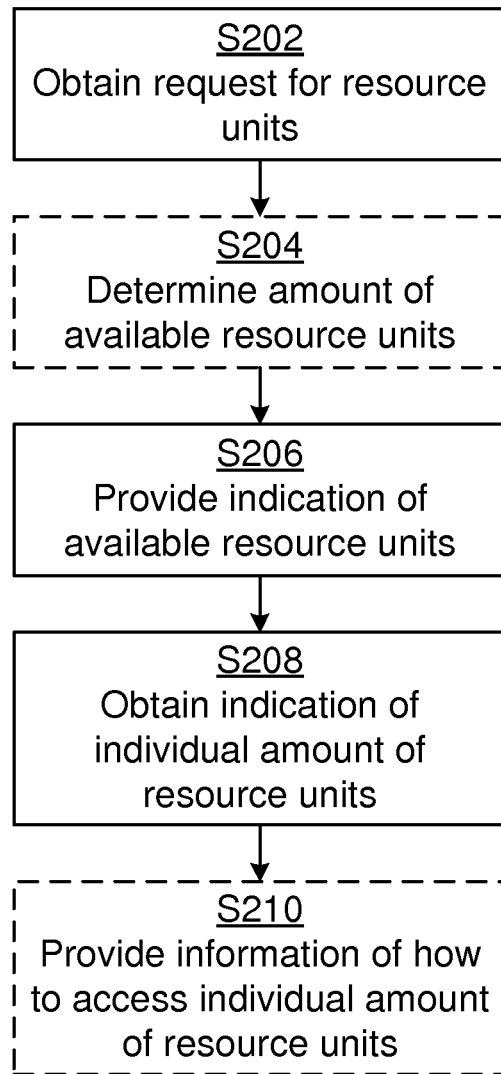 S202
Obtain request for resource
units
S204
Determine amount of
available resource units
S206
Provide indication of
available resource units
S208
Obtain indication of
individual amount of
resource units
S210
Provide information of how
to access individual amount
of resource units